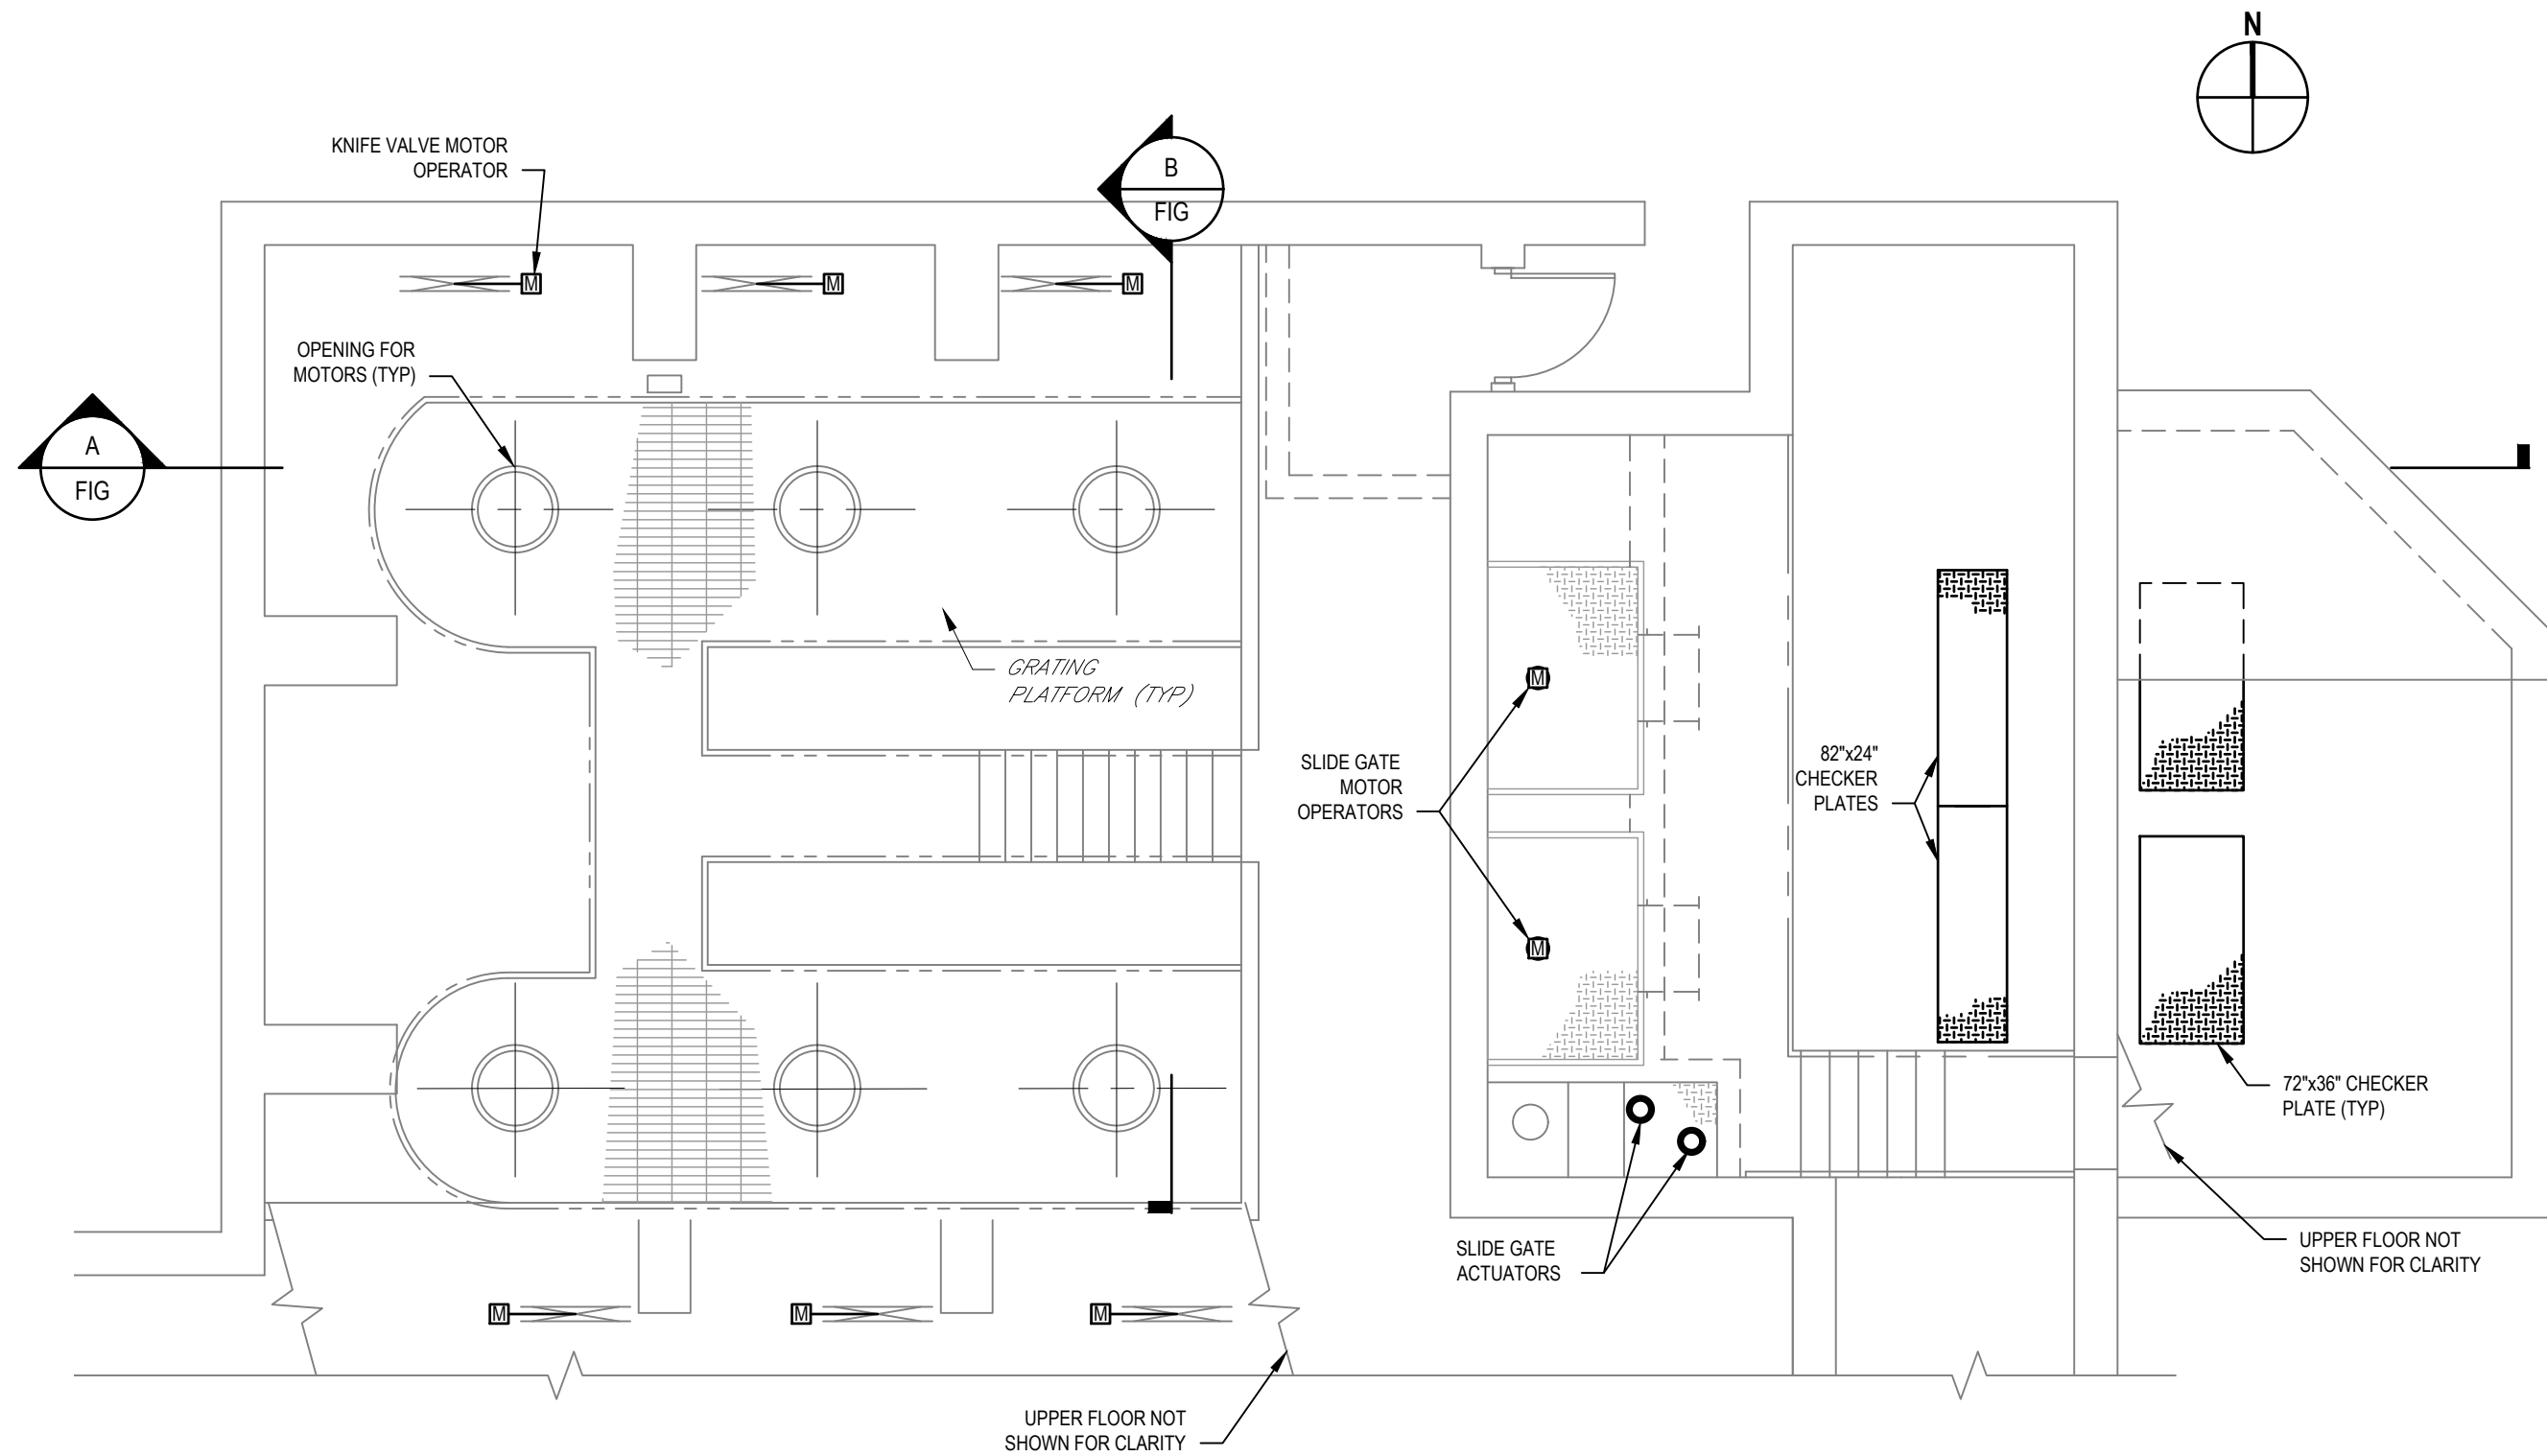 N
KNIFE VALVE MOTOR
OPERATOR
B
FIG
M
M
M
OPENING FOR
MOTORS (TYP)
A
FIG
GRATING
PLATFORM (TYP)
M
SLIDE GATE
MOTOR
OPERATORS
82"x24"
CHECKER
PLATES
M
72"x36" CHECKER
PLATE (TYP)
SLIDE GATE
ACTUATORS
UPPER FLOOR NOT
SHOWN FOR CLARITY
M
M
M
UPPER FLOOR NOT
SHOWN FOR CLARITY